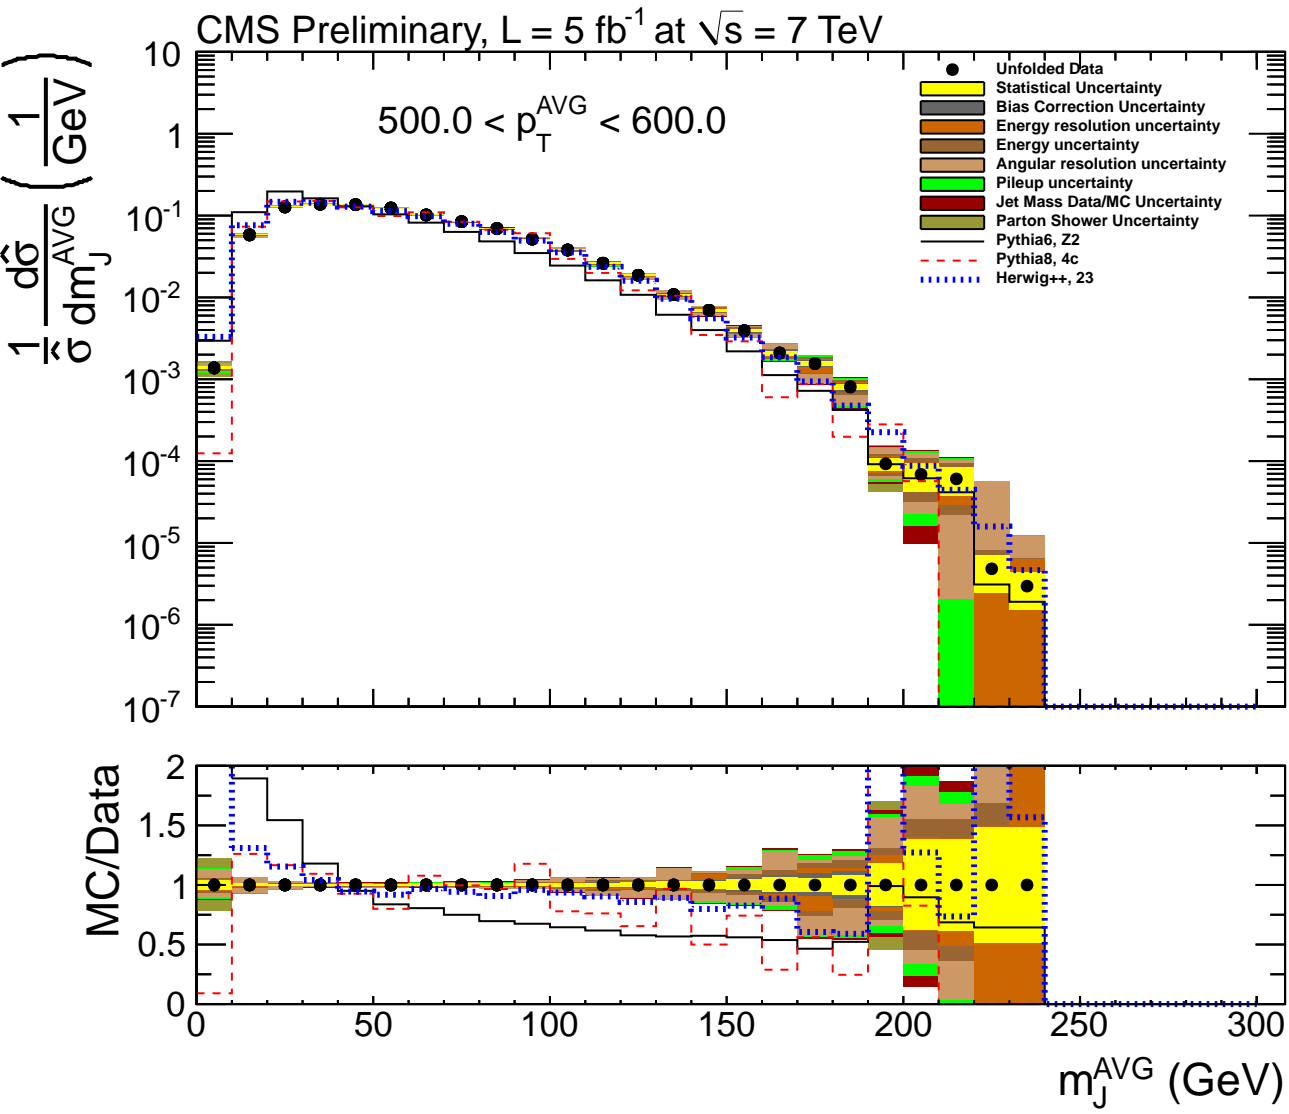 CMS Preliminary, L = 5 fb⁻¹ at √s = 7 TeV
500.0 < p_T^AVG < 600.0
1/σ̂ dσ̂/dm_J^AVG (1/GeV)
10
1
10⁻¹
10⁻²
10⁻³
10⁻⁴
10⁻⁵
10⁻⁶
10⁻⁷
Unfolded Data
Statistical Uncertainty
Bias Correction Uncertainty
Energy resolution uncertainty
Energy uncertainty
Angular resolution uncertainty
Pileup uncertainty
Jet Mass Data/MC Uncertainty
Parton Shower Uncertainty
Pythia6, Z2
Pythia8, 4c
Herwig++, 23
MC/Data
2
1.5
1
0.5
0
0 50 100 150 200 250 300
m_J^AVG (GeV)